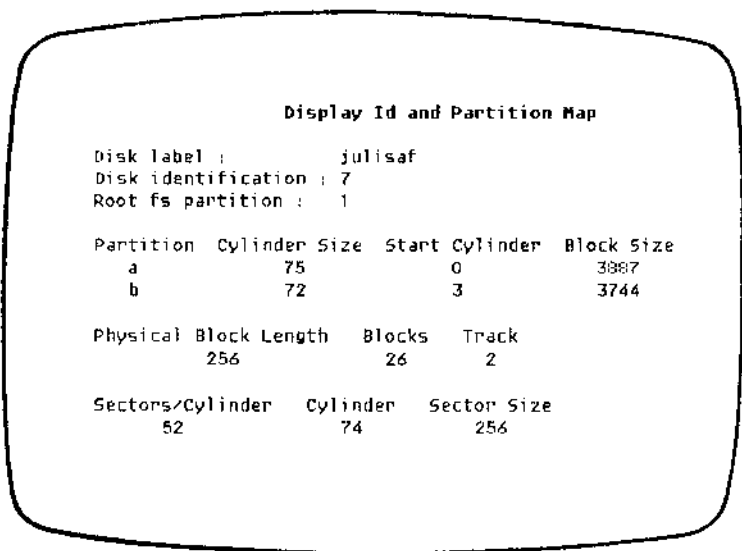 Display Id and Partition Map
Disk label : julisaf
Disk identification : 7
Root fs partition : 1
Partition Cylinder Size Start Cylinder Block Size
a 75 0 3887
b 72 3 3744
Physical Block Length Blocks Track
256 26 2
Sectors/Cylinder Cylinder Sector Size
52 74 256